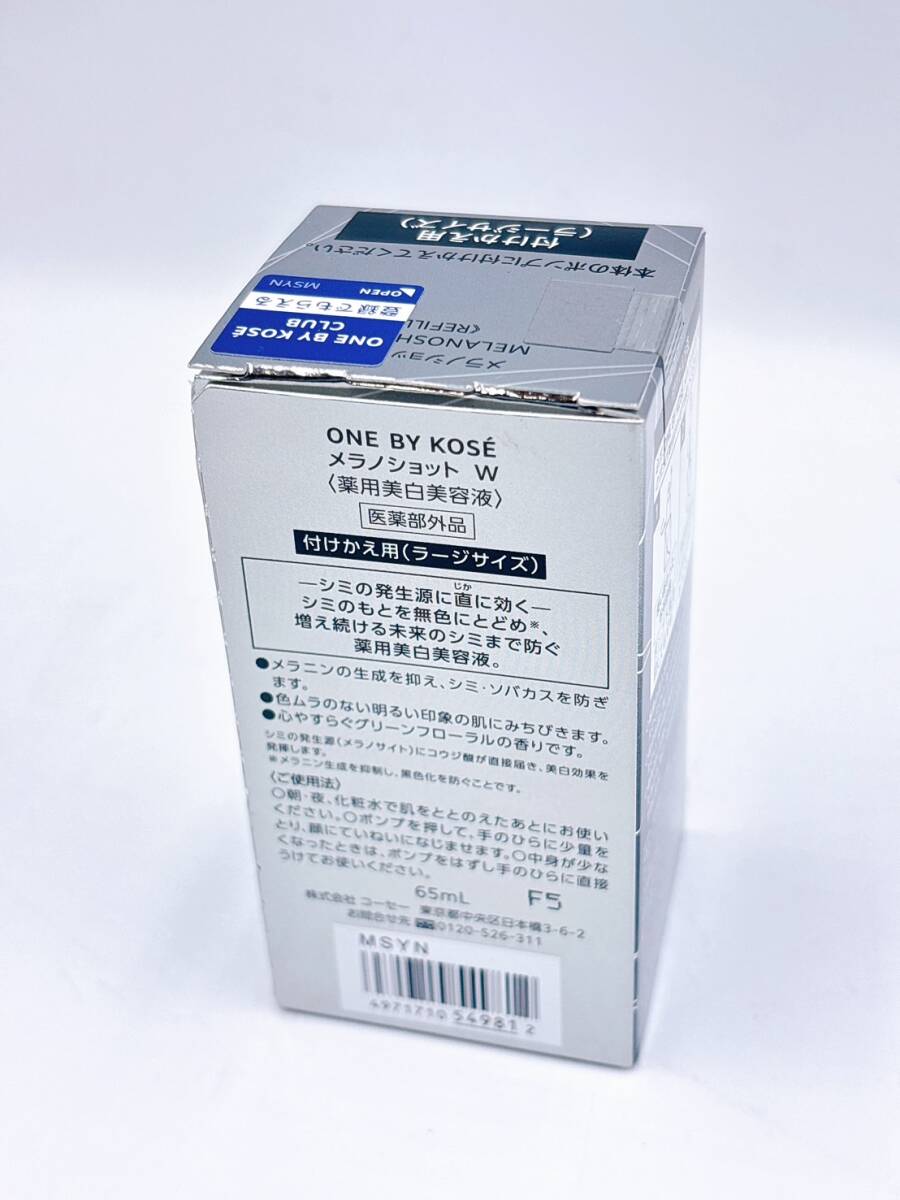 付けかえ用
(ラージサイズ)
本体のポンプに付けかえてください。
メラノショッ
MELANOSH
《REFILL
ONE BY KOSÉ
CLUB
登録でもらえる
OPEN
MSYN
ONE BY KOSÉ
メラノショット W
〈薬用美白美容液〉
医薬部外品
付けかえ用(ラージサイズ)
―シミの発生源に直に効く―
じか
シミのもとを無色にとどめ※、
増え続ける未来のシミまで防ぐ
薬用美白美容液。
●メラニンの生成を抑え、シミ・ソバカスを防ぎ
ます。
●色ムラのない明るい印象の肌にみちびきます。
●心やすらぐグリーンフローラルの香りです。
シミの発生源(メラノサイト)にコウジ酸が直接届き、美白効果を
発揮します。
※メラニン生成を抑制し、黒色化を防ぐことです。
〈ご使用法〉
○朝・夜、化粧水で肌をととのえたあとにお使い
ください。○ポンプを押して、手のひらに少量を
とり、顔にていねいになじませます。○中身が少な
くなったときは、ポンプをはずし手のひらに直接
うけてお使いください。
65mL F5
株式会社 コーセー 東京都中央区日本橋3-6-2
お問合せ先 0120-526-311
MSYN
4971710 549812